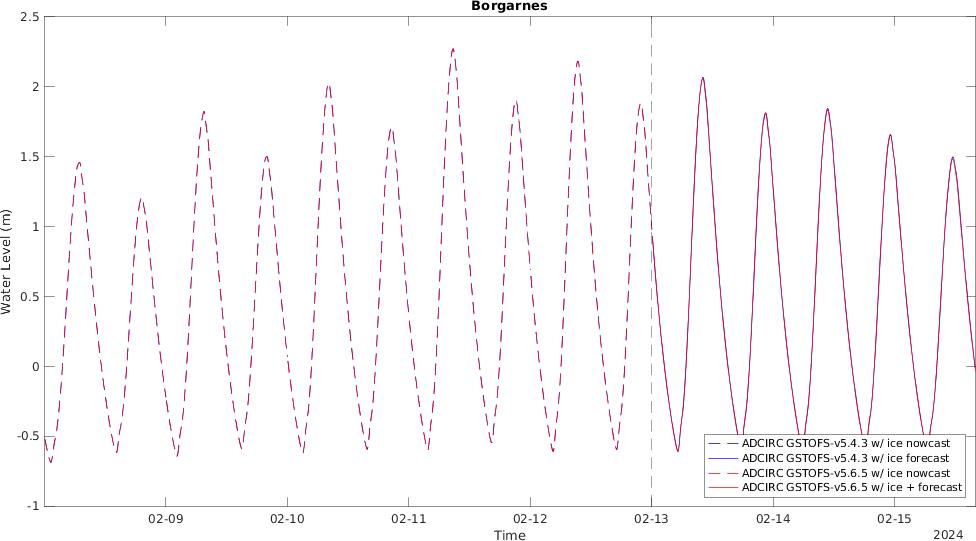 Borgarnes
2.5
2
1.5
1
0.5
0
-0.5
-1
Water Level (m)
02-09
02-10
02-11
02-12
02-13
02-14
02-15
Time
2024
ADCIRC GSTOFS-v5.4.3 w/ ice nowcast
ADCIRC GSTOFS-v5.4.3 w/ ice forecast
ADCIRC GSTOFS-v5.6.5 w/ ice nowcast
ADCIRC GSTOFS-v5.6.5 w/ ice + forecast